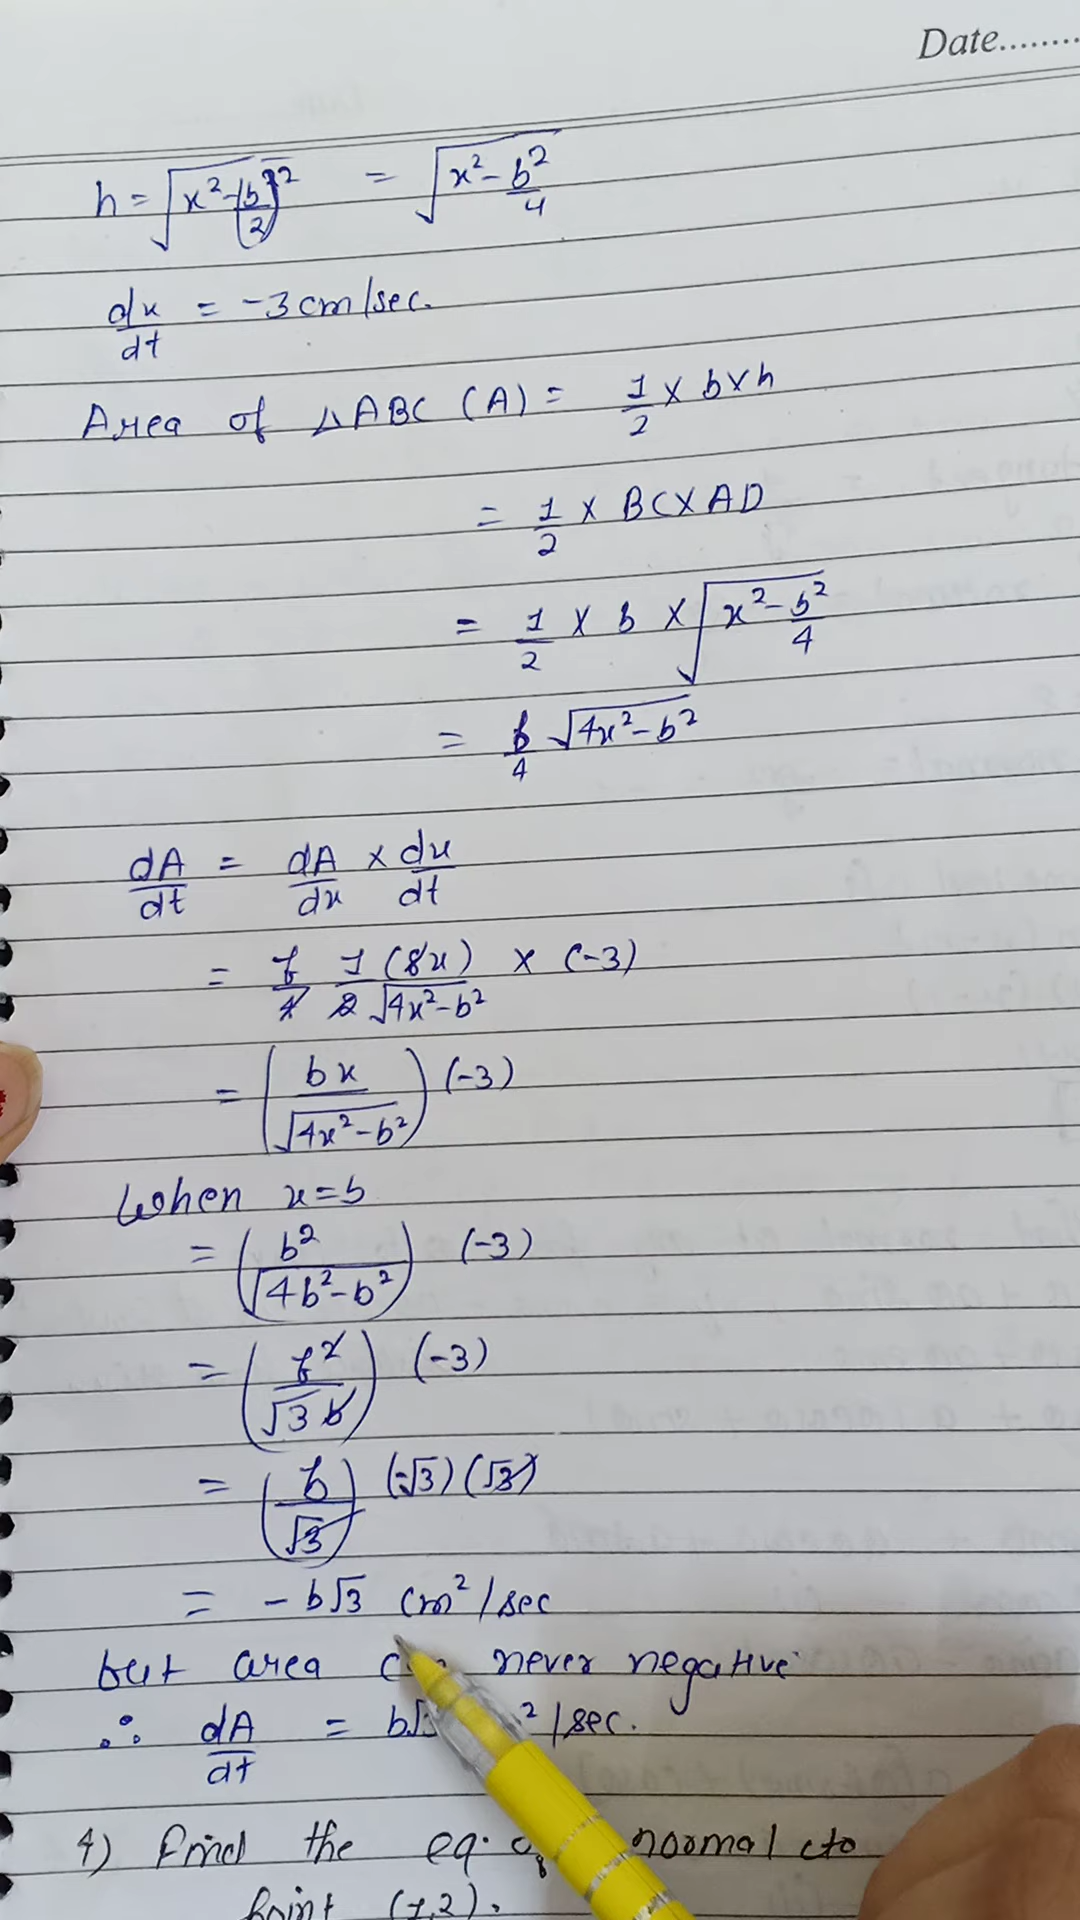 Date........
h = √(x² - (b/2)²) = √(x² - b²/4)
dx/dt = -3 cm/sec.
Area of △ABC (A) = 1/2 × b × h
= 1/2 × BC × AD
= 1/2 × b × √(x² - b²/4)
= b/4 √(4x² - b²)
dA/dt = dA/dx × dx/dt
= b/4 1/2 (8x)/√(4x² - b²) × (-3)
= (bx/√(4x² - b²)) (-3)
When x = b
= (b²/√(4b² - b²)) (-3)
= (b²/√3 b) (-3)
= (b/√3) (-√3) (√3)
= - b√3 cm²/sec
but area never negative
∴ dA/dt = b√ ²/sec.
4) Find the eq. normal to
point (1,2).